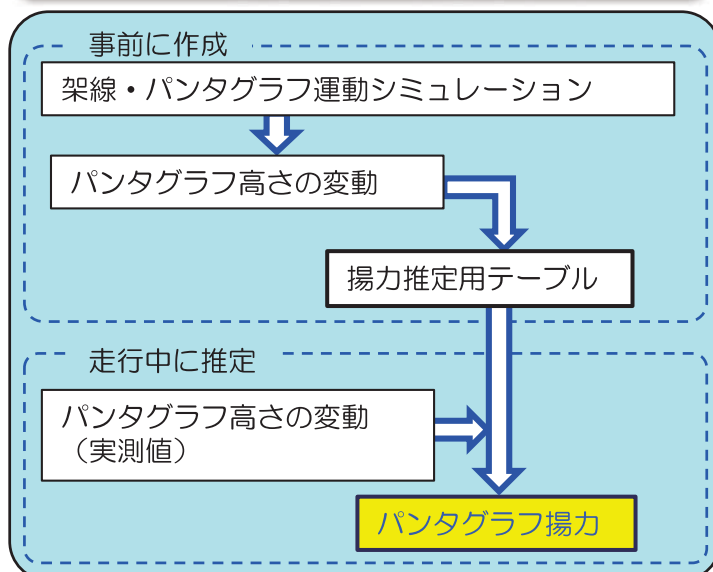 事前に作成
架線・パンタグラフ運動シミュレーション
パンタグラフ高さの変動
揚力推定用テーブル
走行中に推定
パンタグラフ高さの変動
（実測値）
パンタグラフ揚力